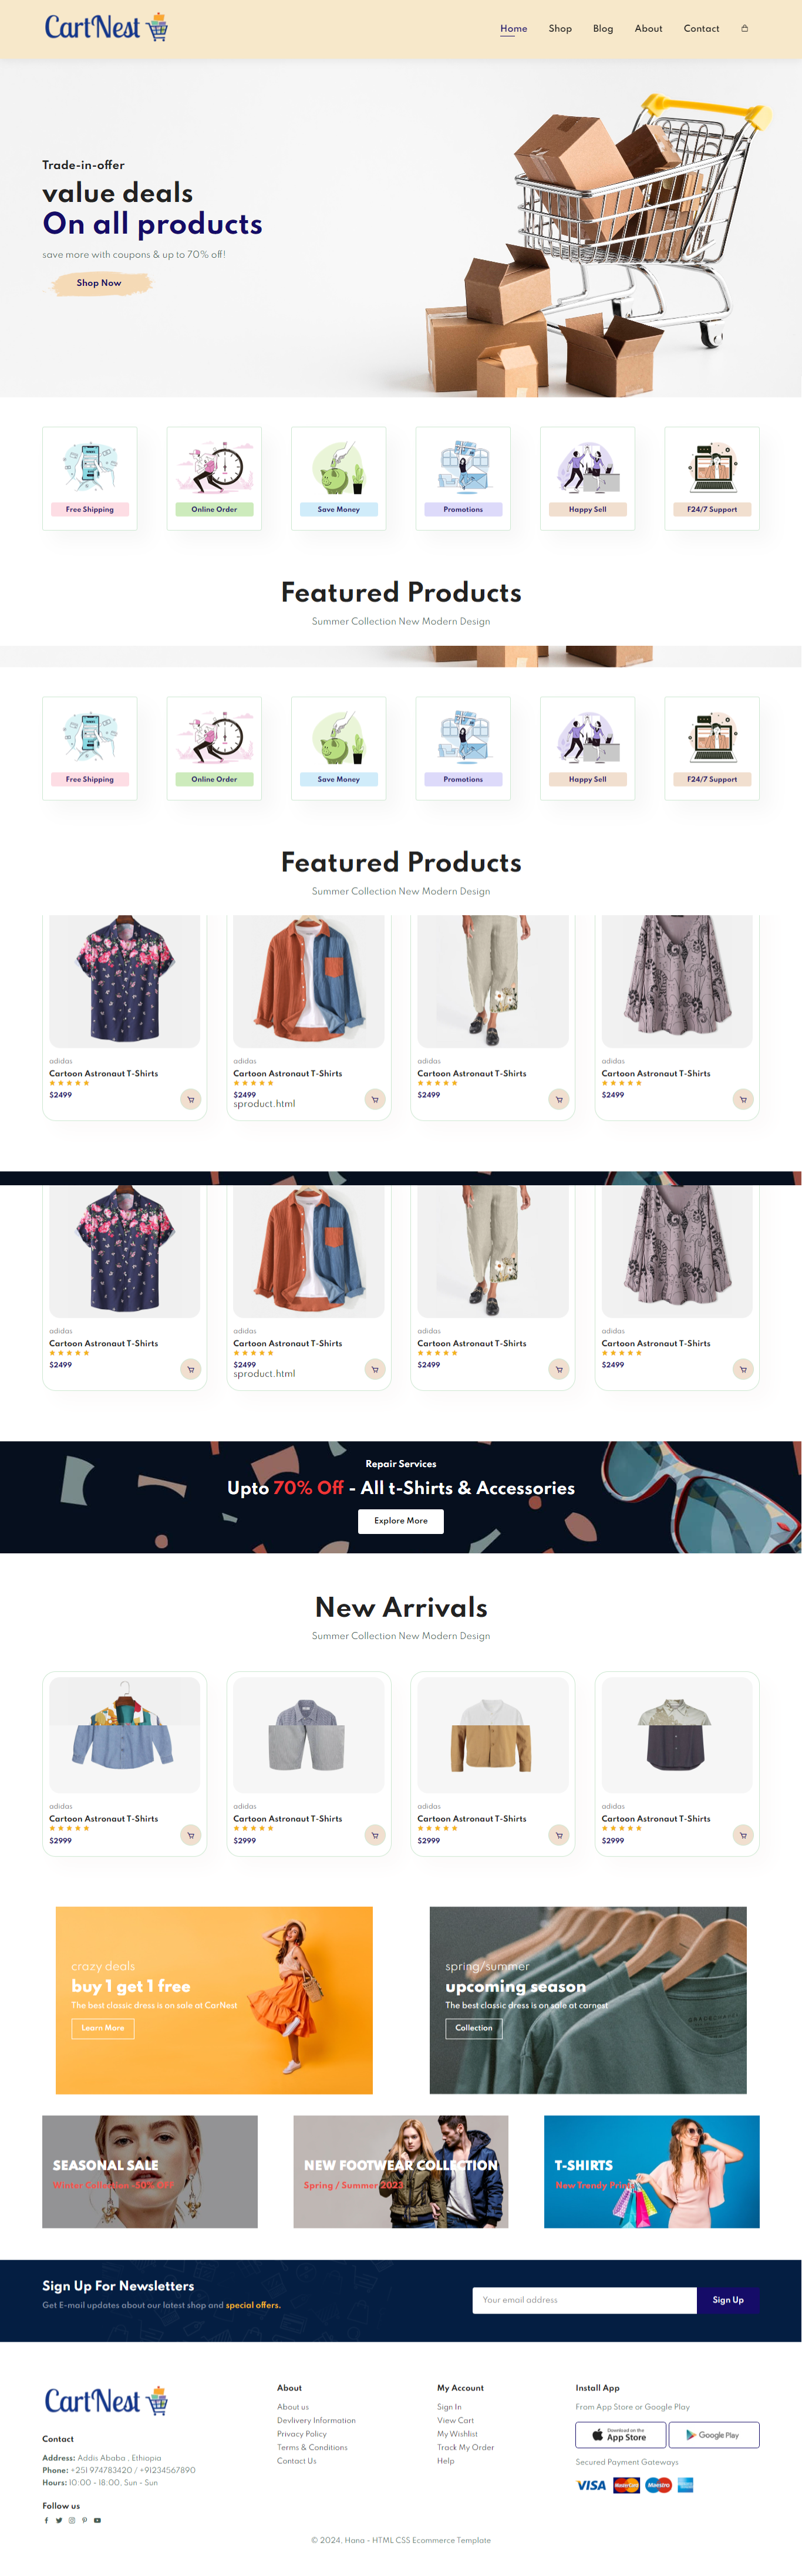 CartNest
Home Shop Blog About Contact
Trade-in-offer
value deals
On all products
save more with coupons & up to 70% off!
Shop Now
Free Shipping Online Order Save Money Promotions Happy Sell F24/7 Support
Featured Products
Summer Collection New Modern Design
Free Shipping Online Order Save Money Promotions Happy Sell F24/7 Support
Featured Products
Summer Collection New Modern Design
adidas adidas adidas adidas
Cartoon Astronaut T-Shirts Cartoon Astronaut T-Shirts Cartoon Astronaut T-Shirts Cartoon Astronaut T-Shirts
$2499 $2499 $2499 $2499
sproduct.html
adidas adidas adidas adidas
Cartoon Astronaut T-Shirts Cartoon Astronaut T-Shirts Cartoon Astronaut T-Shirts Cartoon Astronaut T-Shirts
$2499 $2499 $2499 $2499
sproduct.html
Repair Services
Upto 70% Off - All t-Shirts & Accessories
Explore More
New Arrivals
Summer Collection New Modern Design
adidas adidas adidas adidas
Cartoon Astronaut T-Shirts Cartoon Astronaut T-Shirts Cartoon Astronaut T-Shirts Cartoon Astronaut T-Shirts
$2999 $2999 $2999 $2999
crazy deals
buy 1 get 1 free
The best classic dress is on sale at CarNest
Learn More
spring/summer
upcoming season
The best classic dress is on sale at carnest
Collection
SEASONAL SALE
Winter Collection -50% OFF
NEW FOOTWEAR COLLECTION
Spring / Summer 2023
T-SHIRTS
New Trendy Prints
Sign Up For Newsletters
Get E-mail updates about our latest shop and special offers.
Your email address
Sign Up
CartNest
Contact
Address: Addis Ababa , Ethiopia
Phone: +251 974783420 / +91234567890
Hours: 10:00 - 18:00, Sun - Sun
Follow us
About
About us
Devlivery Information
Privacy Policy
Terms & Conditions
Contact Us
My Account
Sign In
View Cart
My Wishlist
Track My Order
Help
Install App
From App Store or Google Play
Download on the
App Store
Google Play
Secured Payment Gateways
VISA MasterCard Maestro
© 2024, Hana - HTML CSS Ecommerce Template